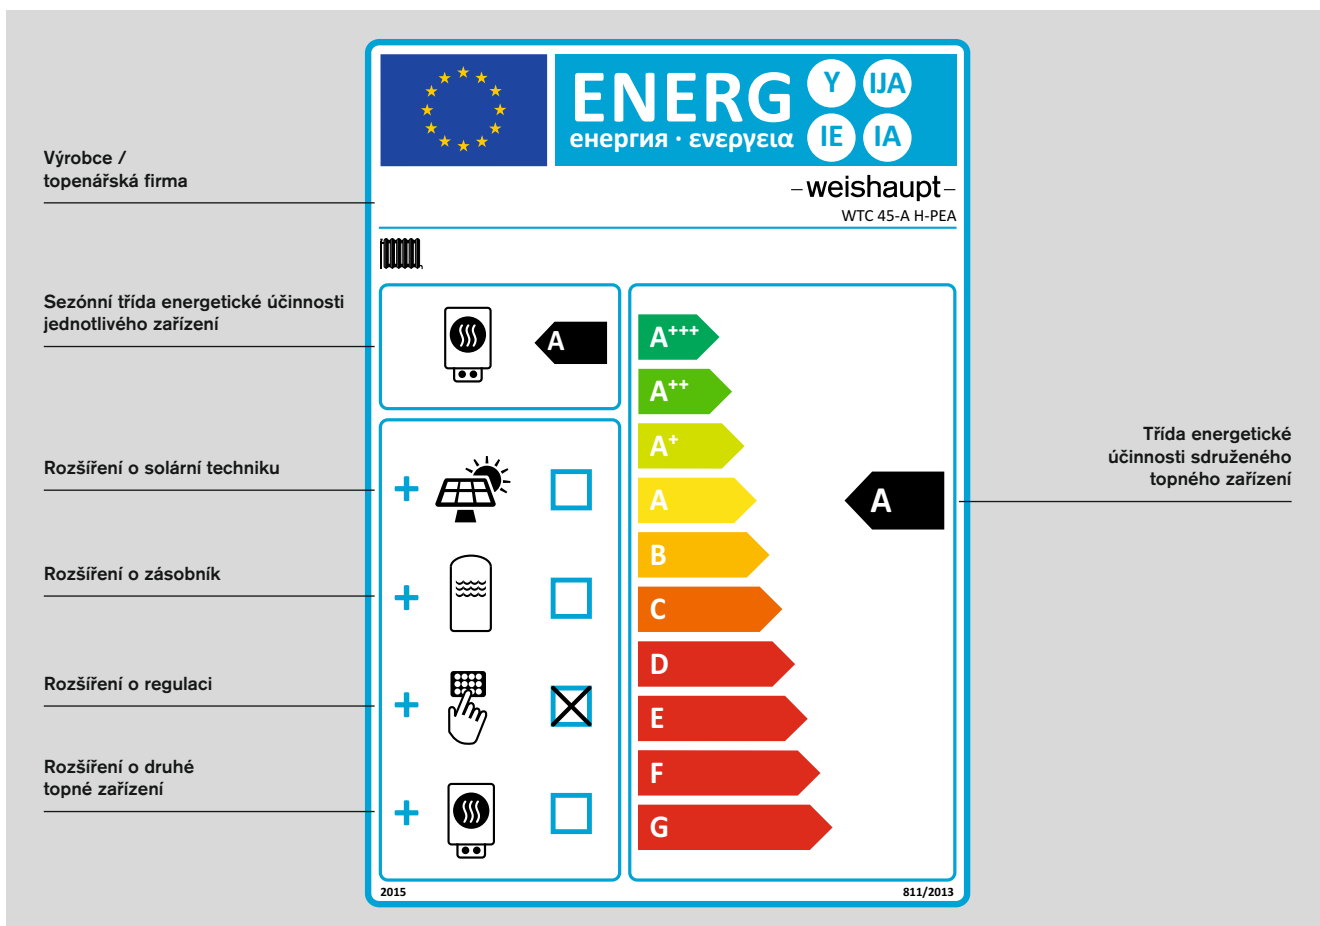 ENERG
Y IJA
IE IA
енергия · ενεργεια
Výrobce /
topenářská firma
–weishaupt–
WTC 45-A H-PEA
Sezónní třída energetické účinnosti
jednotlivého zařízení
A
Rozšíření o solární techniku
Rozšíření o zásobník
Rozšíření o regulaci
Rozšíření o druhé
topné zařízení
A+++
A++
A+
A
B
C
D
E
F
G
A
Třída energetické
účinnosti sdruženého
topného zařízení
2015
811/2013